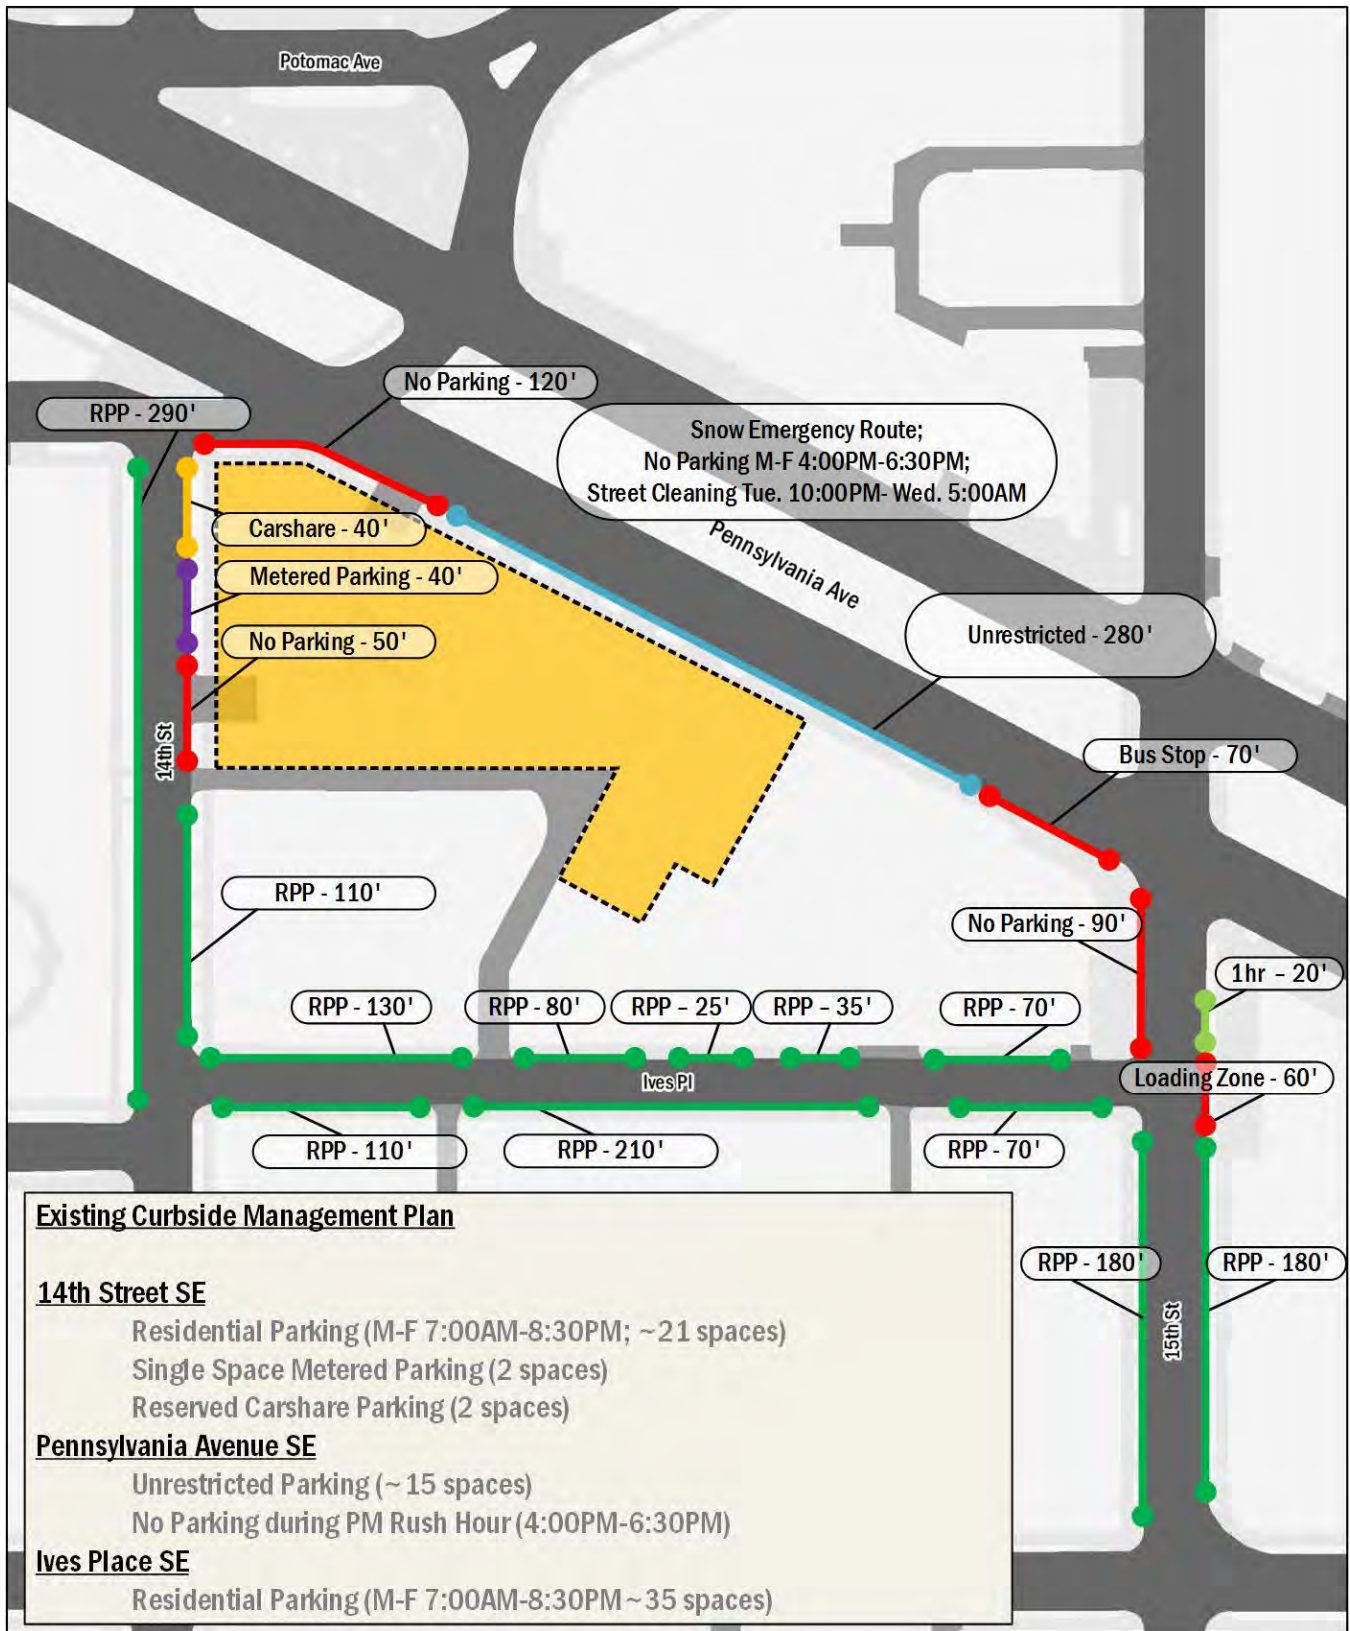 Potomac Ave
No Parking - 120'
RPP - 290'
Snow Emergency Route;
No Parking M-F 4:00PM-6:30PM;
Street Cleaning Tue. 10:00PM- Wed. 5:00AM
Carshare - 40'
Pennsylvania Ave
Metered Parking - 40'
No Parking - 50'
Unrestricted - 280'
14th St
Bus Stop - 70'
RPP - 110'
No Parking - 90'
1hr – 20'
RPP - 130'
RPP - 80'
RPP – 25'
RPP – 35'
RPP - 70'
Ives Pl
Loading Zone - 60'
RPP - 110'
RPP - 210'
RPP - 70'
RPP - 180'
RPP - 180'
15th St
Existing Curbside Management Plan
14th Street SE
Residential Parking (M-F 7:00AM-8:30PM; ~21 spaces)
Single Space Metered Parking (2 spaces)
Reserved Carshare Parking (2 spaces)
Pennsylvania Avenue SE
Unrestricted Parking (~15 spaces)
No Parking during PM Rush Hour (4:00PM-6:30PM)
Ives Place SE
Residential Parking (M-F 7:00AM-8:30PM ~35 spaces)